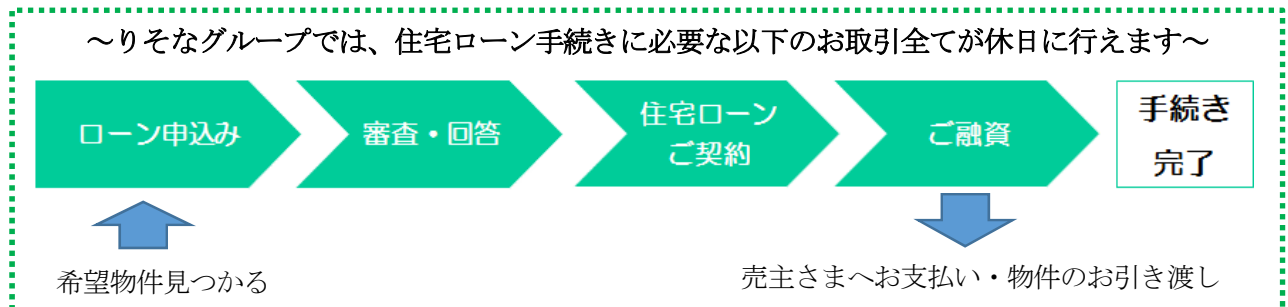 ～りそなグループでは、住宅ローン手続きに必要な以下のお取引全てが休日に行えます～
ローン申込み
審査・回答
住宅ローン
ご契約
ご融資
手続き
完了
希望物件見つかる
売主さまへお支払い・物件のお引き渡し